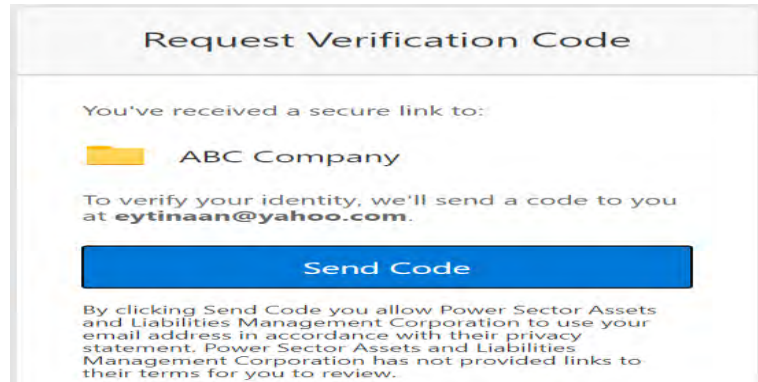 Request Verification Code
You've received a secure link to:
ABC Company
To verify your identity, we'll send a code to you
at eytinaan@yahoo.com.
Send Code
By clicking Send Code you allow Power Sector Assets
and Liabilities Management Corporation to use your
email address in accordance with their privacy
statement. Power Sector Assets and Liabilities
Management Corporation has not provided links to
their terms for you to review.